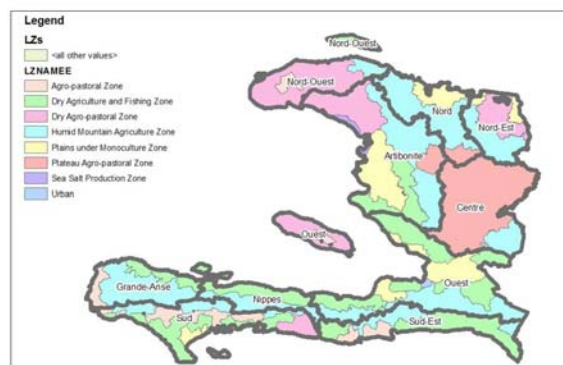 Legend
LZs
<all other values>
LZNAMEE
Agro-pastoral Zone
Dry Agriculture and Fishing Zone
Dry Agro-pastoral Zone
Humid Mountain Agriculture Zone
Plains under Monoculture Zone
Plateau Agro-pastoral Zone
Sea Salt Production Zone
Urban
Nord-Ouest
Nord-Ouest
Nord
Nord-Est
Artibonite
Centre
Ouest
Ouest
Grande-Anse
Nippes
Sud
Sud-Est